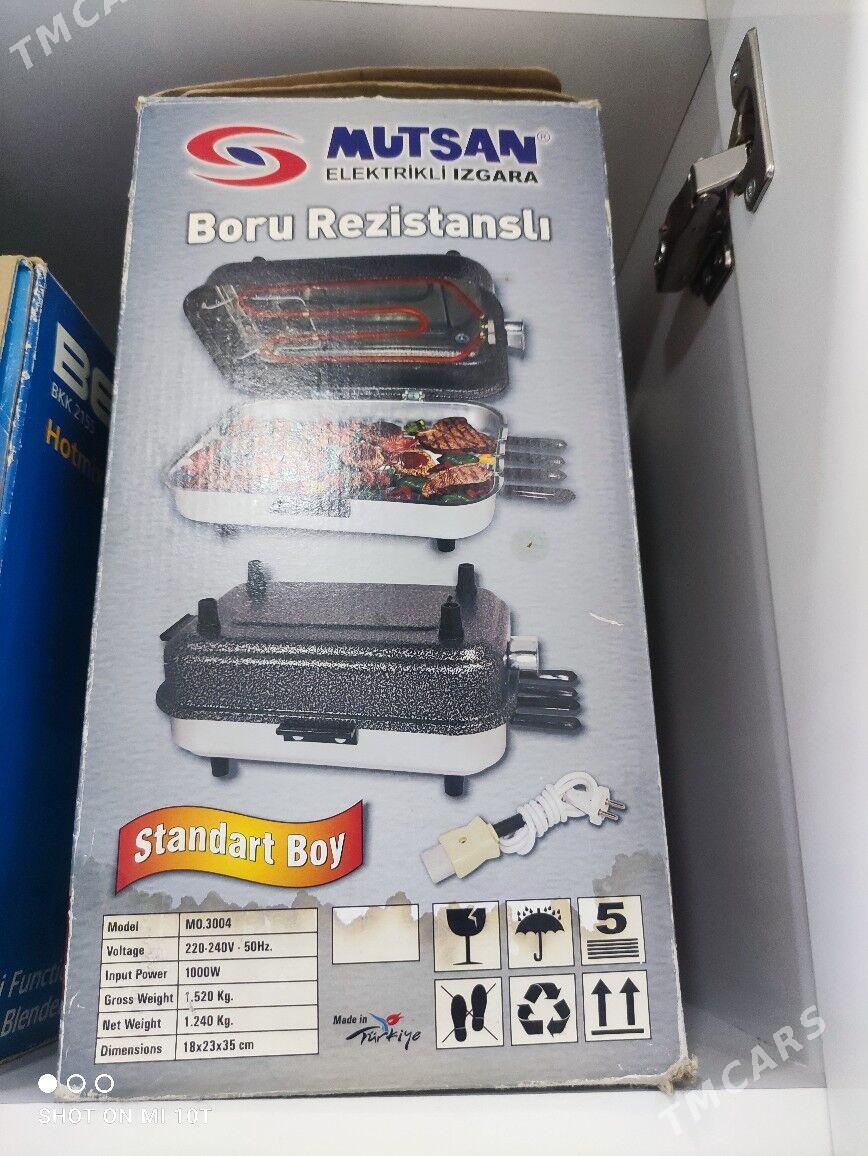 TMCARS
MUTSAN®
ELEKTRİKLİ IZGARA
Boru Rezistanslı
BKK 2155
Standart Boy
Model MO.3004
Voltage 220-240V - 50Hz.
Input Power 1000W
Gross Weight 1.520 Kg.
Net Weight 1.240 Kg.
Dimensions 18x23x35 cm
5
Made in
Türkiye
Blender
SHOT ON MI 10T
TMCARS